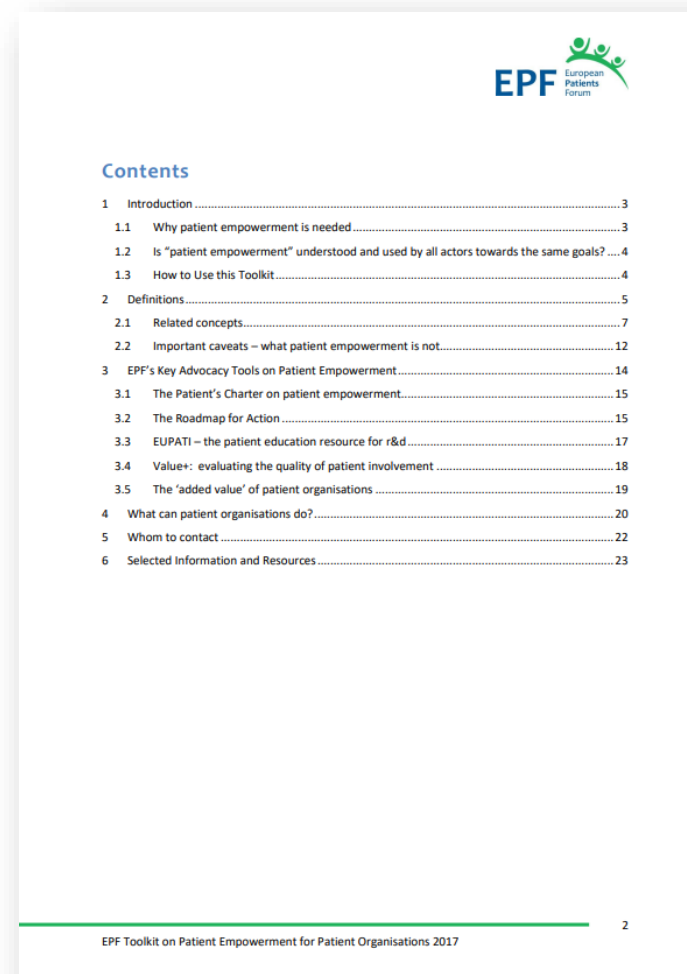 EPF European
Patients
Forum
Contents
1 Introduction ........................................................ 3
1.1 Why patient empowerment is needed ........................................................ 3
1.2 Is “patient empowerment” understood and used by all actors towards the same goals? .... 4
1.3 How to Use this Toolkit ........................................................ 4
2 Definitions ........................................................ 5
2.1 Related concepts ........................................................ 7
2.2 Important caveats – what patient empowerment is not ........................................................ 12
3 EPF’s Key Advocacy Tools on Patient Empowerment ........................................................ 14
3.1 The Patient’s Charter on patient empowerment ........................................................ 15
3.2 The Roadmap for Action ........................................................ 15
3.3 EUPATI – the patient education resource for r&d ........................................................ 17
3.4 Value+: evaluating the quality of patient involvement ........................................................ 18
3.5 The ‘added value’ of patient organisations ........................................................ 19
4 What can patient organisations do? ........................................................ 20
5 Whom to contact ........................................................ 22
6 Selected Information and Resources ........................................................ 23
2
EPF Toolkit on Patient Empowerment for Patient Organisations 2017